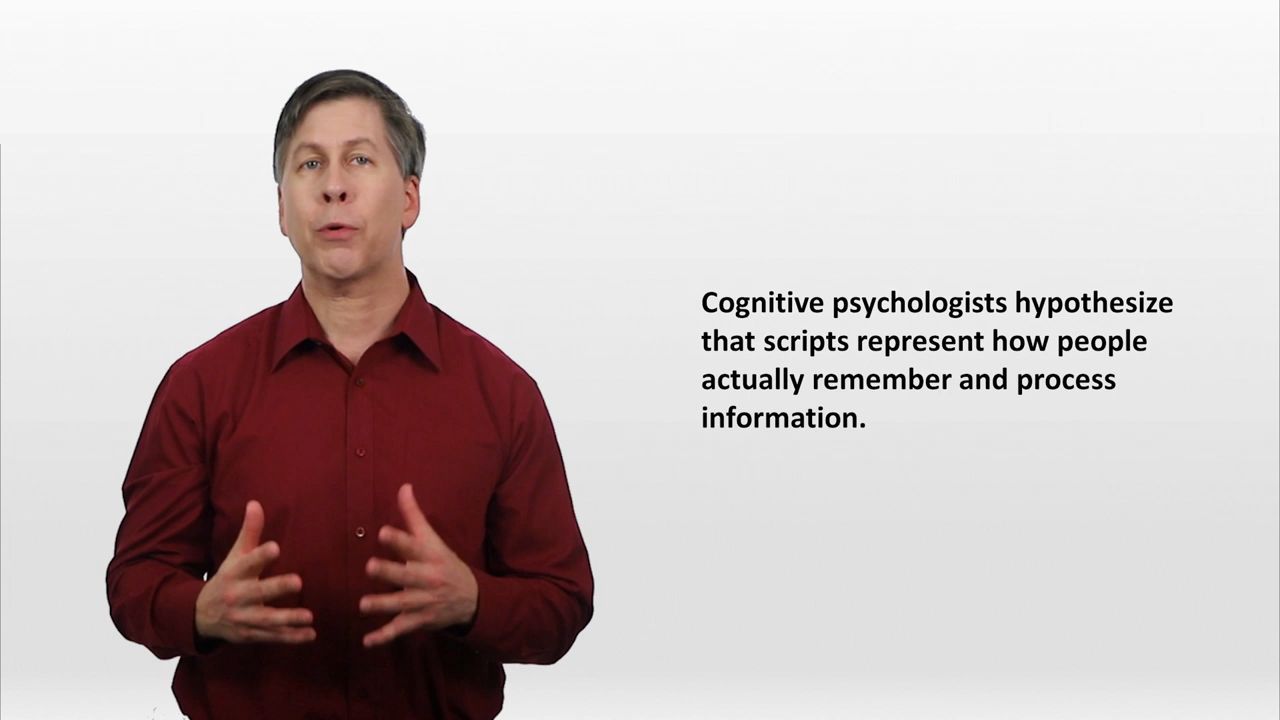 Cognitive psychologists hypothesize
that scripts represent how people
actually remember and process
information.